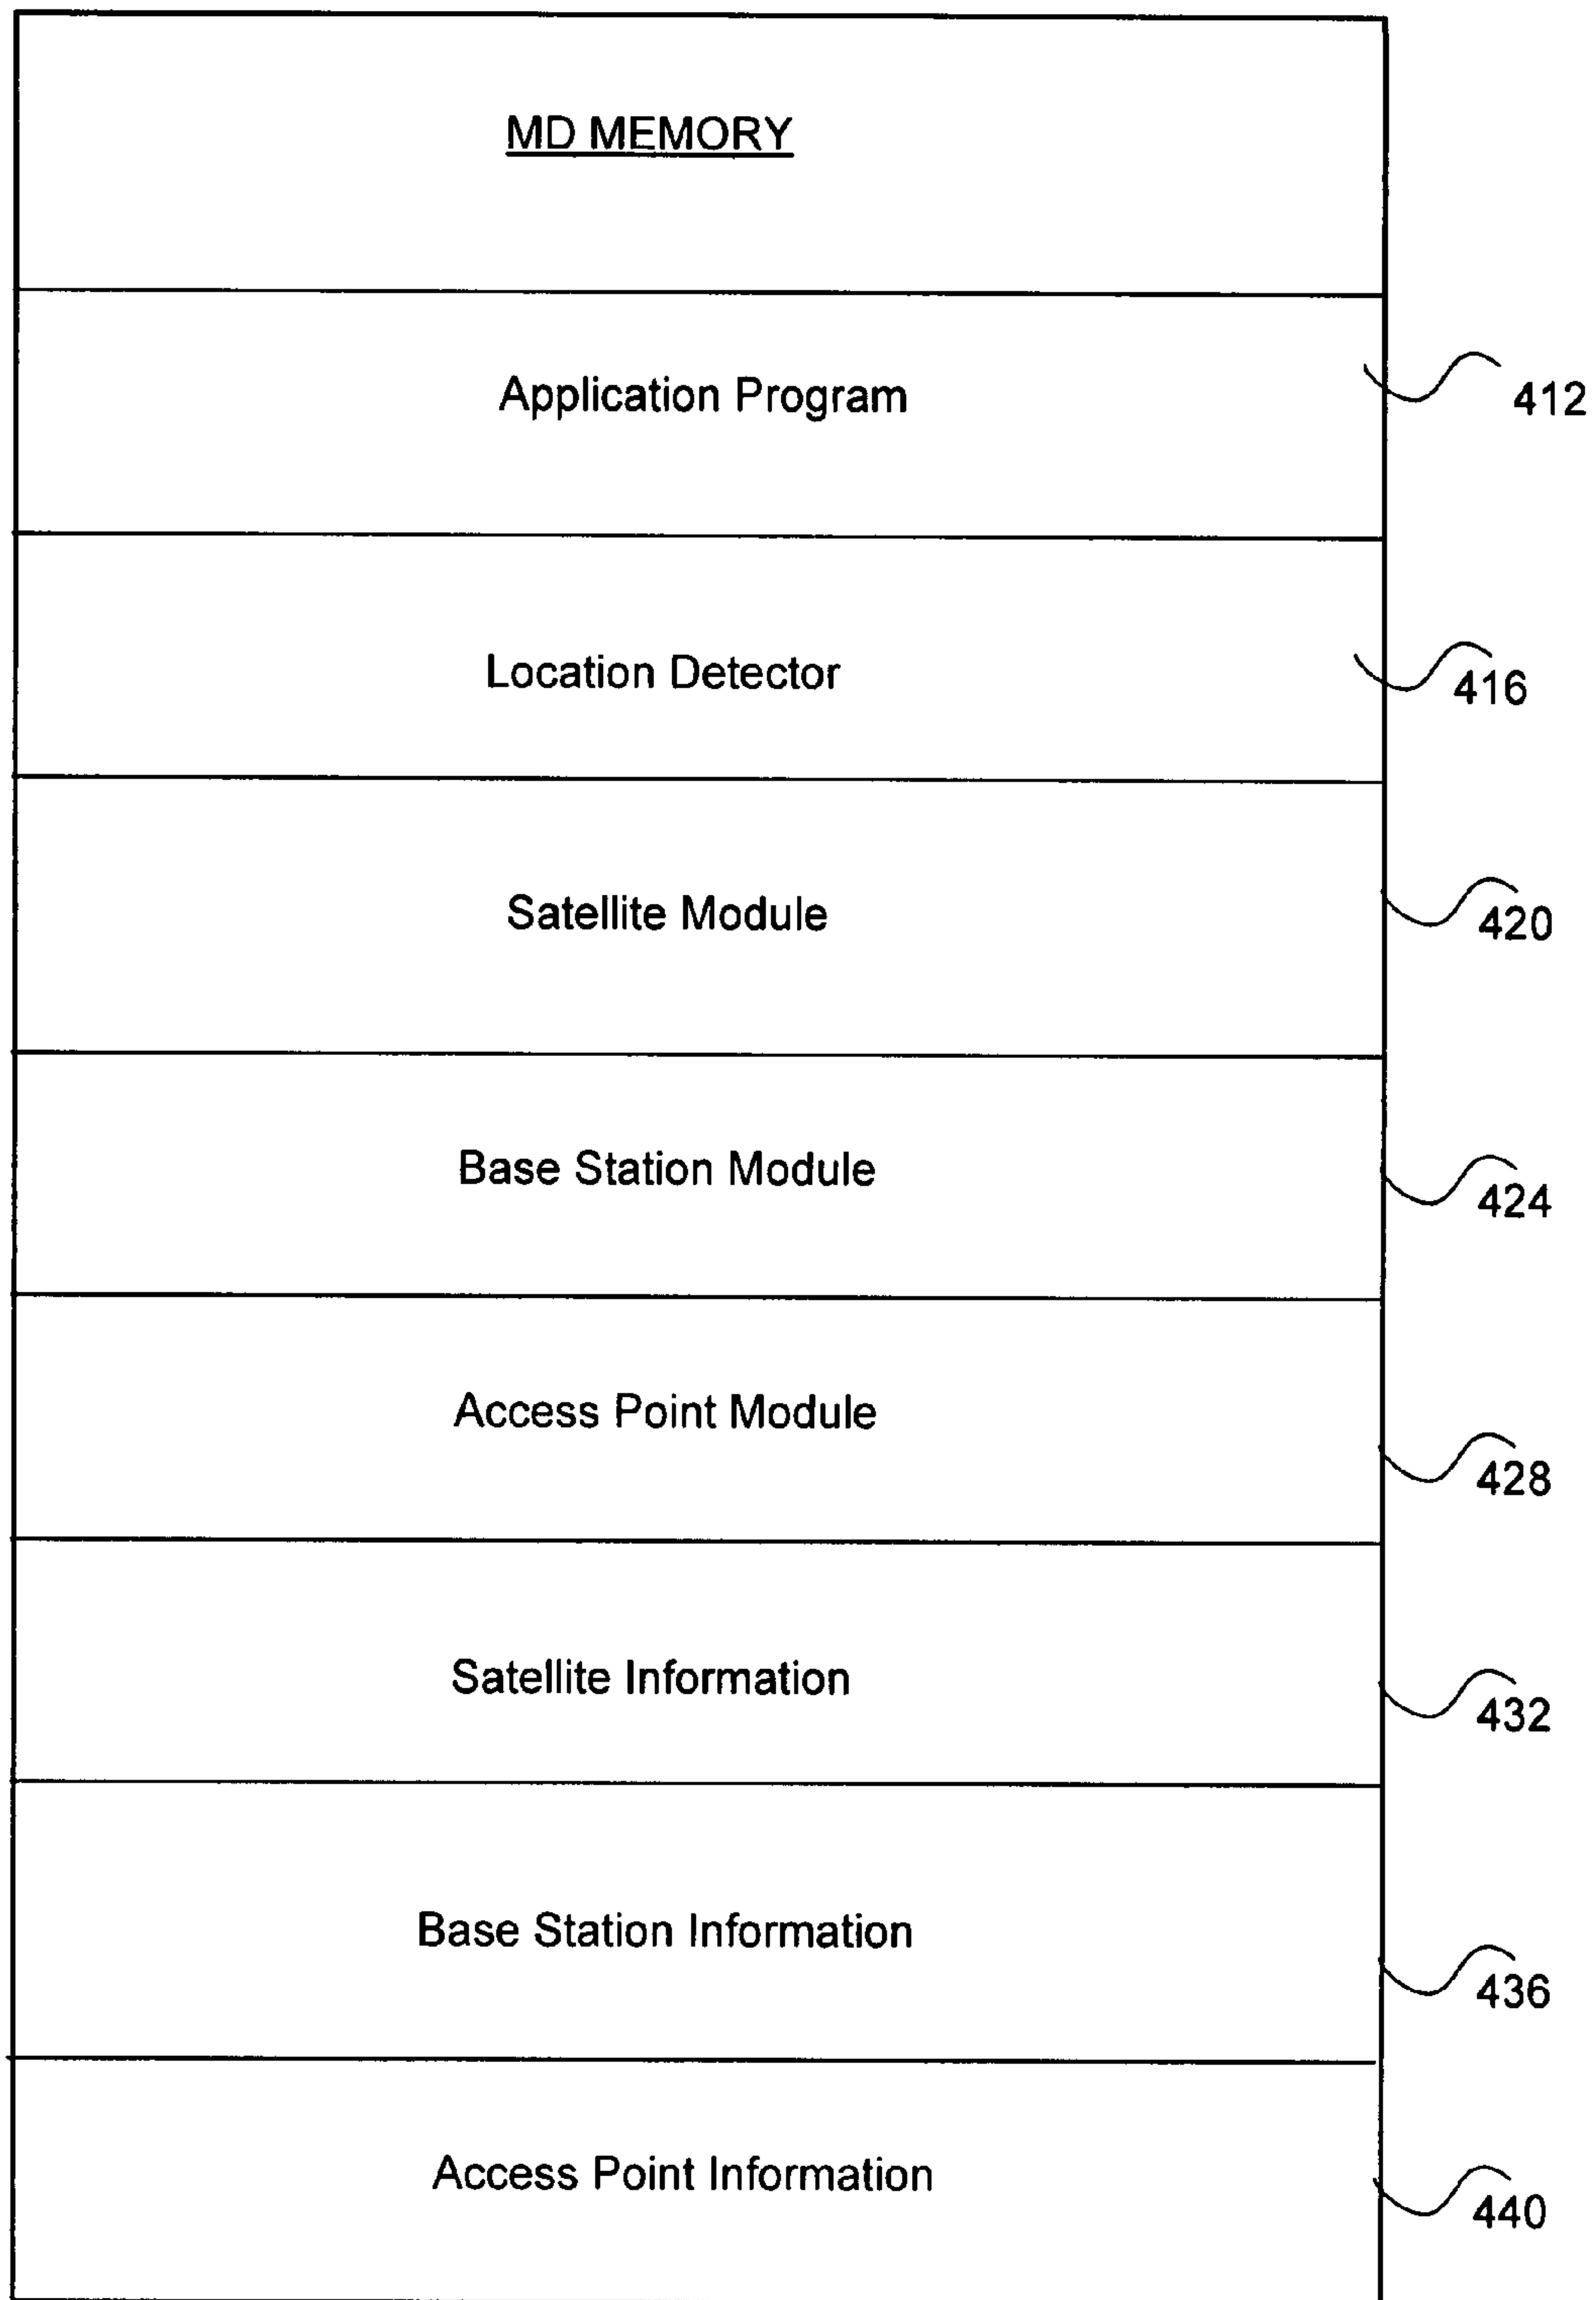 MD MEMORY
Application Program
412
Location Detector
416
Satellite Module
420
Base Station Module
424
Access Point Module
428
Satellite Information
432
Base Station Information
436
Access Point Information
440